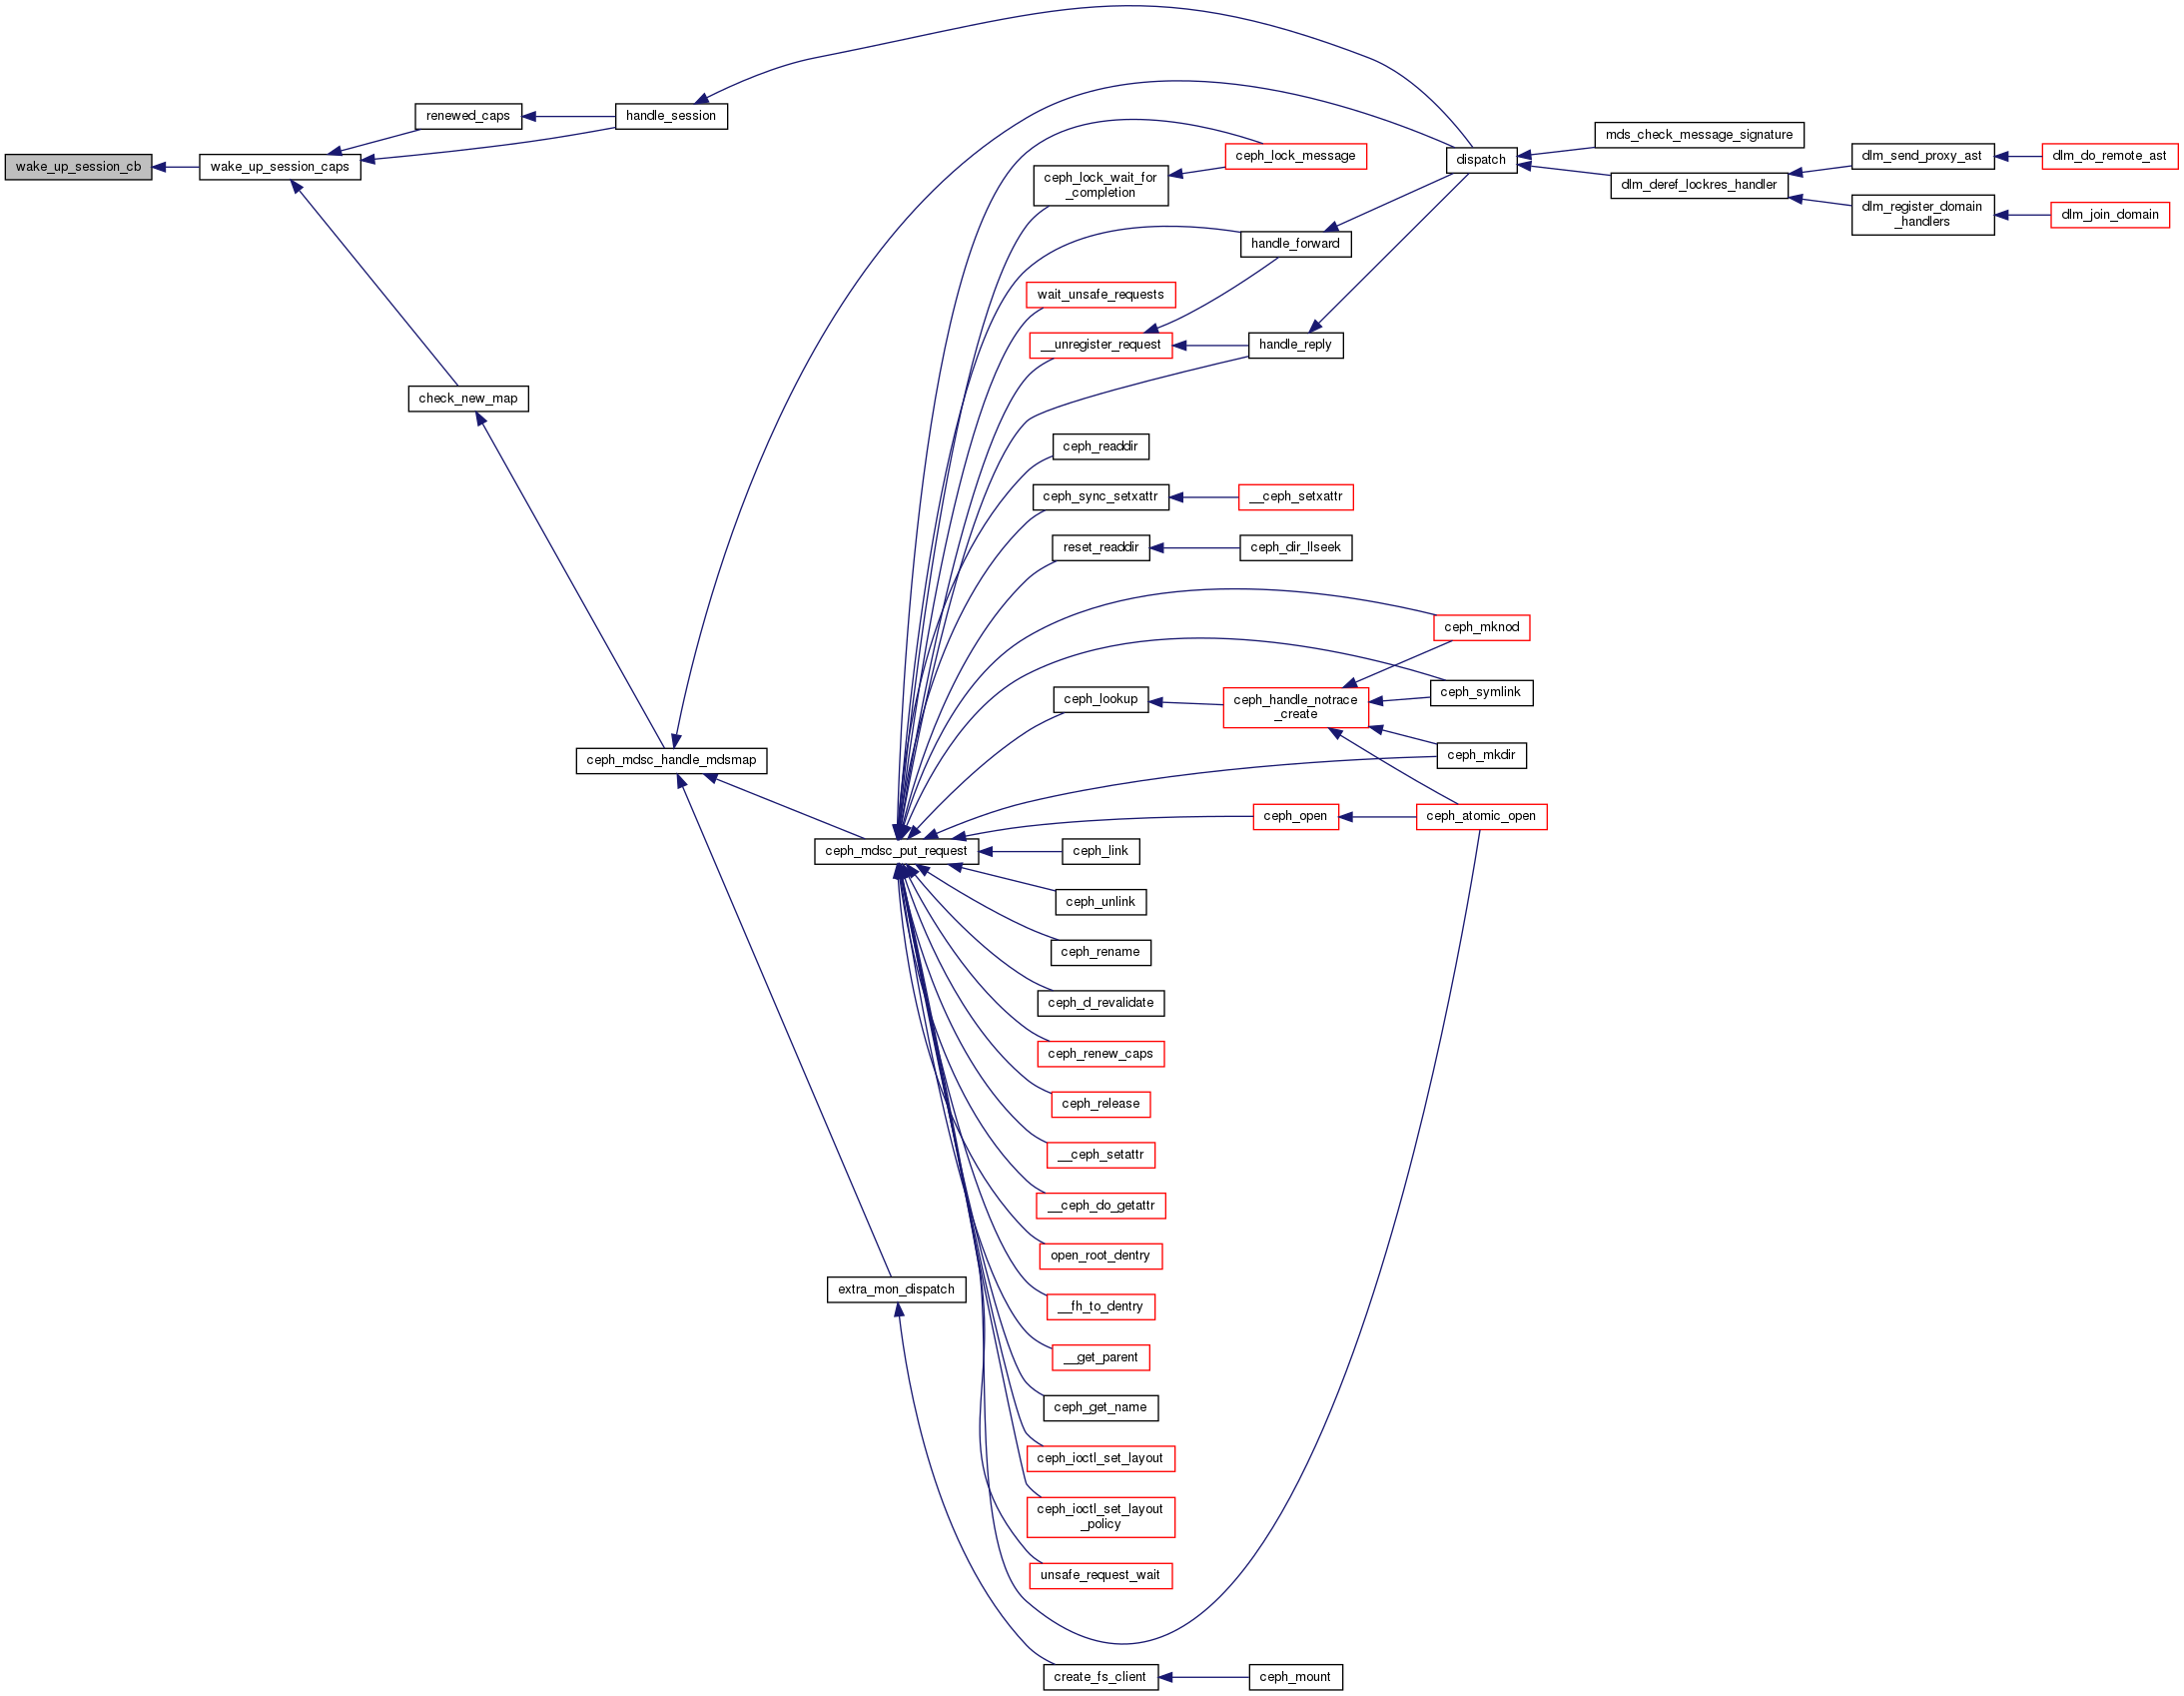 wake_up_session_cb
wake_up_session_caps
renewed_caps
handle_session
check_new_map
ceph_mdsc_handle_mdsmap
ceph_mdsc_put_request
extra_mon_dispatch
ceph_lock_message
ceph_lock_wait_for
_completion
handle_forward
wait_unsafe_requests
__unregister_request
handle_reply
dispatch
mds_check_message_signature
dlm_deref_lockres_handler
dlm_send_proxy_ast
dlm_do_remote_ast
dlm_register_domain
_handlers
dlm_join_domain
ceph_readdir
ceph_sync_setxattr
__ceph_setxattr
reset_readdir
ceph_dir_llseek
ceph_mknod
ceph_lookup
ceph_handle_notrace
_create
ceph_symlink
ceph_mkdir
ceph_open
ceph_atomic_open
ceph_link
ceph_unlink
ceph_rename
ceph_d_revalidate
ceph_renew_caps
ceph_release
__ceph_setattr
__ceph_do_getattr
open_root_dentry
__fh_to_dentry
__get_parent
ceph_get_name
ceph_ioctl_set_layout
ceph_ioctl_set_layout
_policy
unsafe_request_wait
create_fs_client
ceph_mount